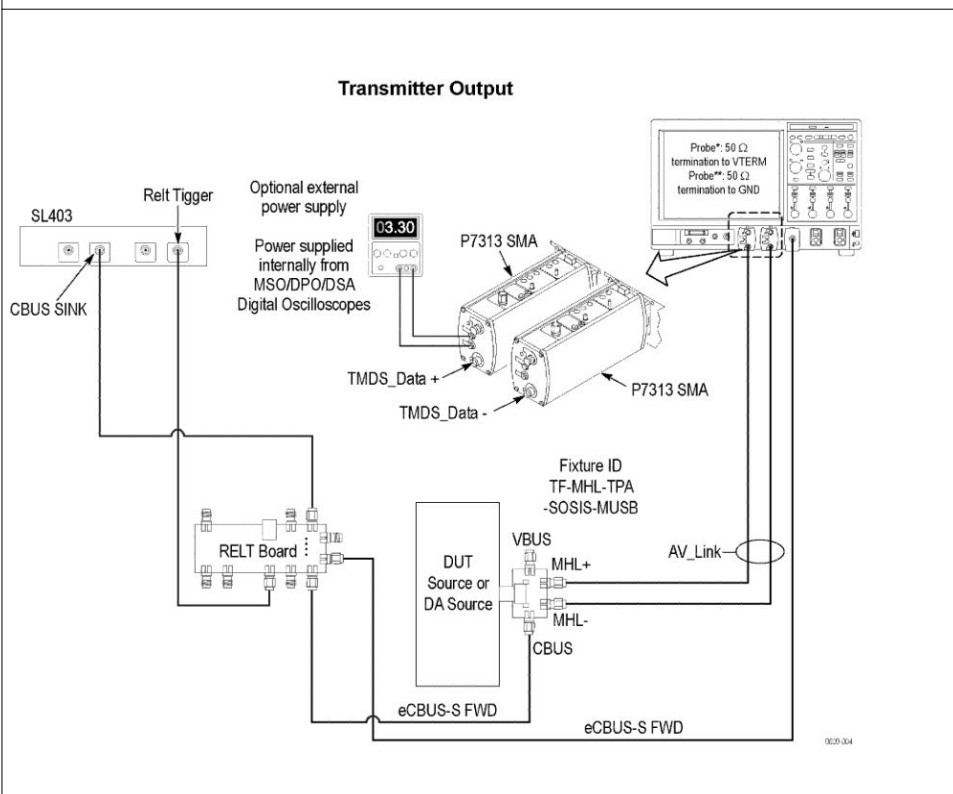 Transmitter Output
Probe*: 50 Ω
termination to VTERM
Probe**: 50 Ω
termination to GND
Relt Tigger
SL403
CBUS SINK
Optional external
power supply
03.30
Power supplied
internally from
MSO/DPO/DSA
Digital Oscilloscopes
P7313 SMA
TMDS_Data +
P7313 SMA
TMDS_Data -
Fixture ID
TF-MHL-TPA
-SOSIS-MUSB
RELT Board
DUT
Source or
DA Source
VBUS
MHL+
MHL-
CBUS
AV_Link
eCBUS-S FWD
eCBUS-S FWD
0020-004